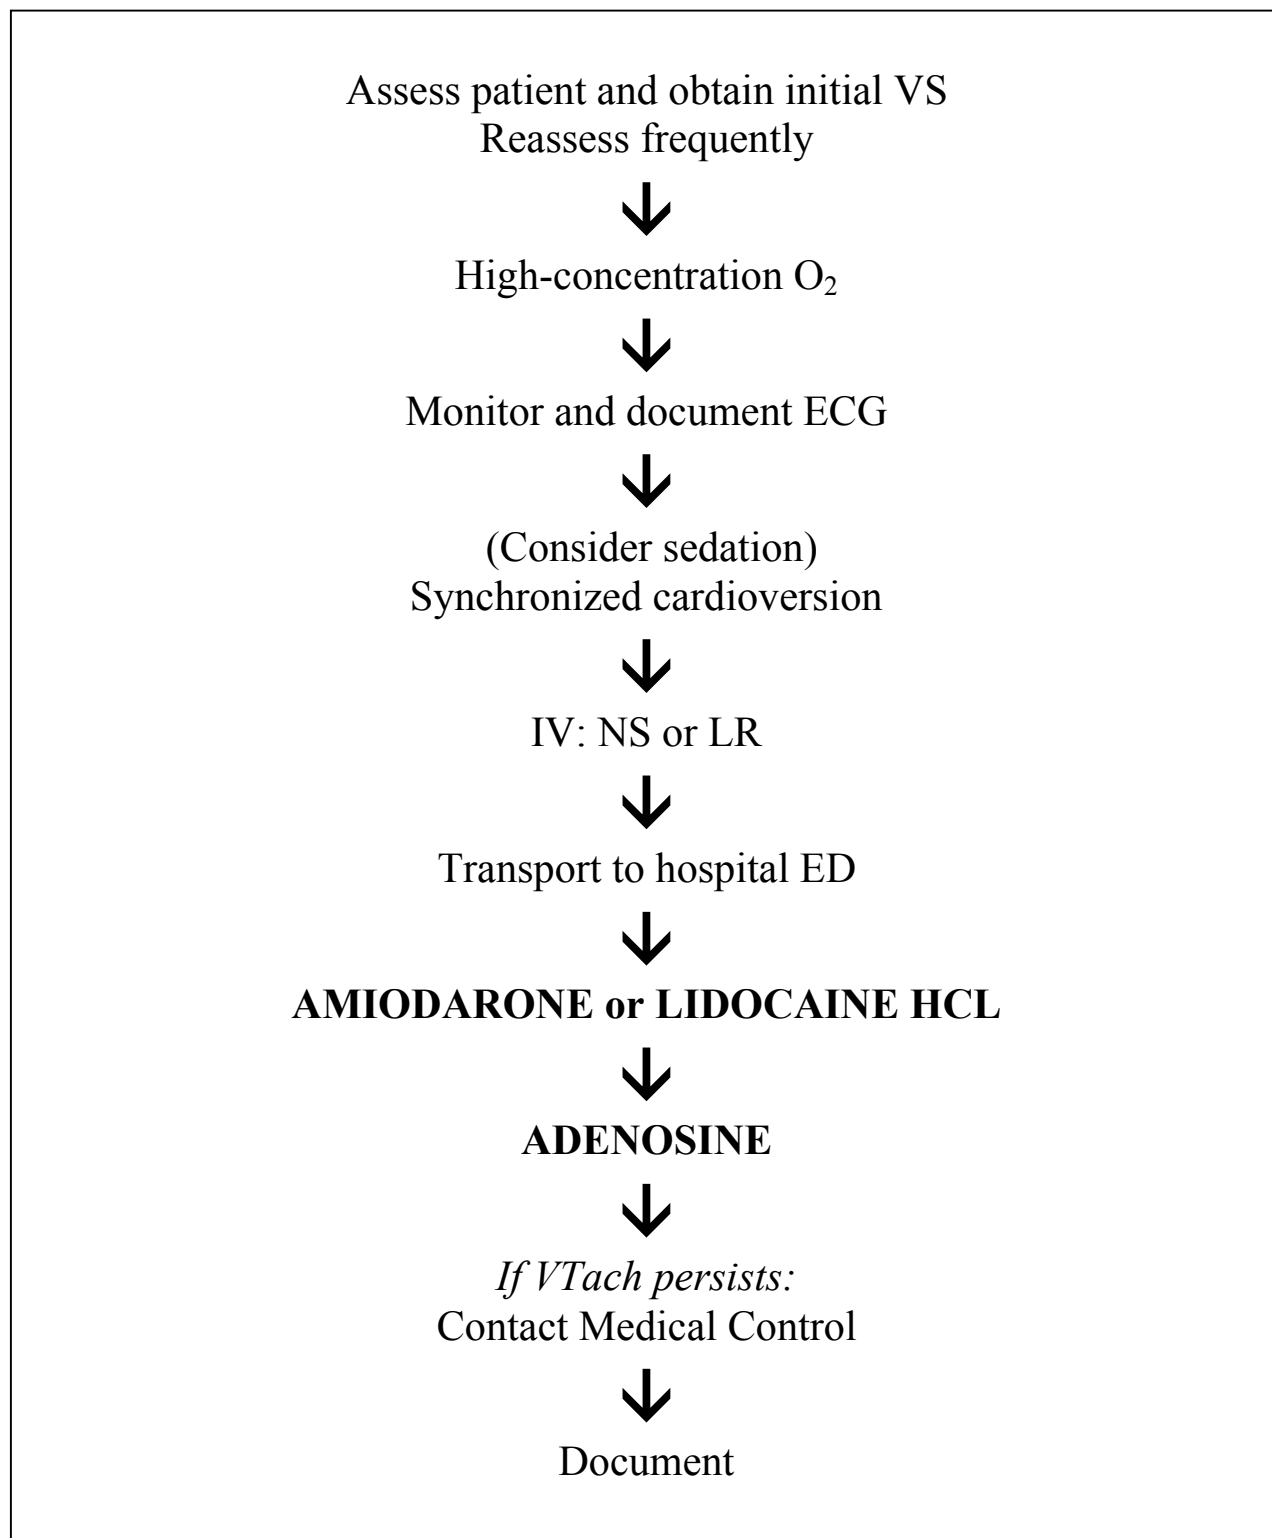 Assess patient and obtain initial VS
Reassess frequently
High-concentration O₂
Monitor and document ECG
(Consider sedation)
Synchronized cardioversion
IV: NS or LR
Transport to hospital ED
AMIODARONE or LIDOCAINE HCL
ADENOSINE
If VTach persists:
Contact Medical Control
Document